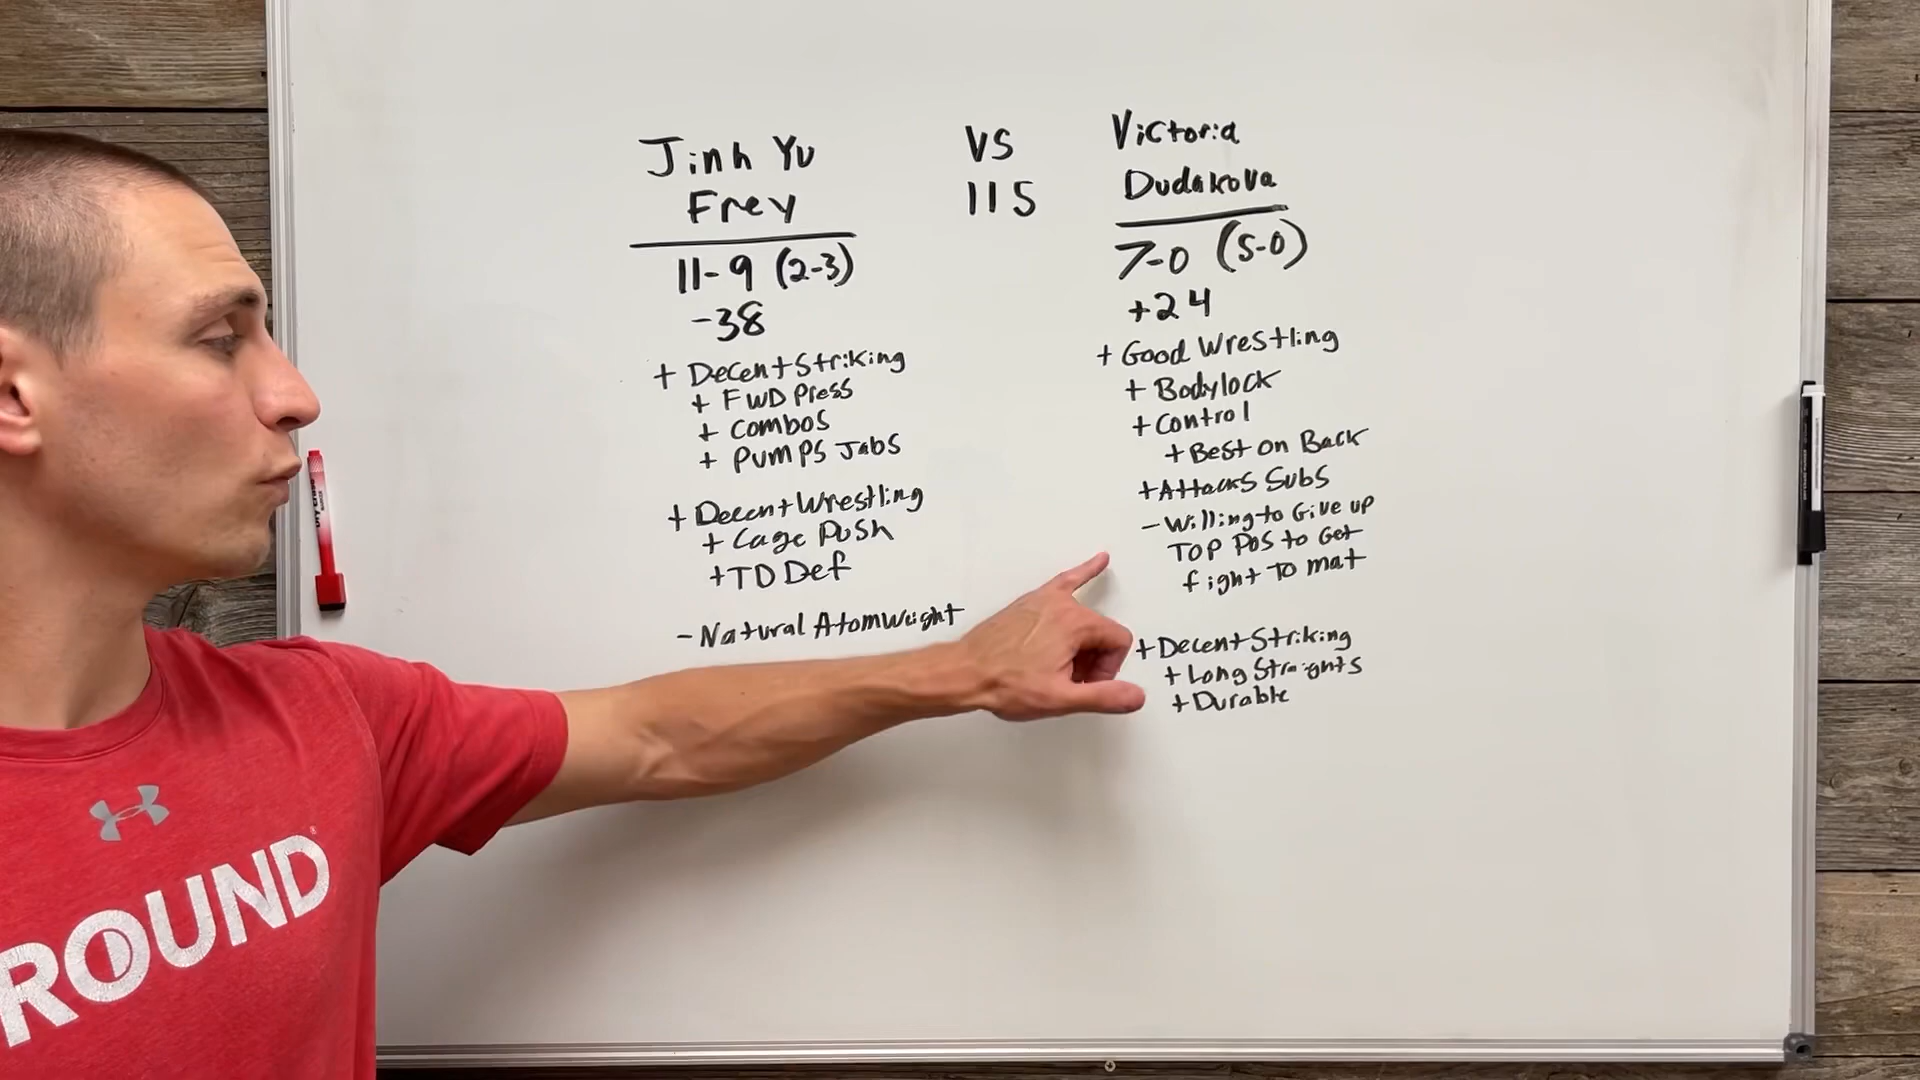 Jinh Yu
Frey
11-9 (2-3)
-38
+ Decent Striking
+ FWD Press
+ Combos
+ Pumps Jabs
+ Decent Wrestling
+ Cage Push
+ TD Def
- Natural Atomweight
VS
115
Victoria
Dudakova
7-0 (5-0)
+24
+ Good Wrestling
+ Bodylock
+ Control
+ Best on Back
+ Attacks Subs
- Willing to Give up
Top Pos to Get
fight To mat
+ Decent Striking
+ Long Straights
+ Durable
Dry Erase
ROUND